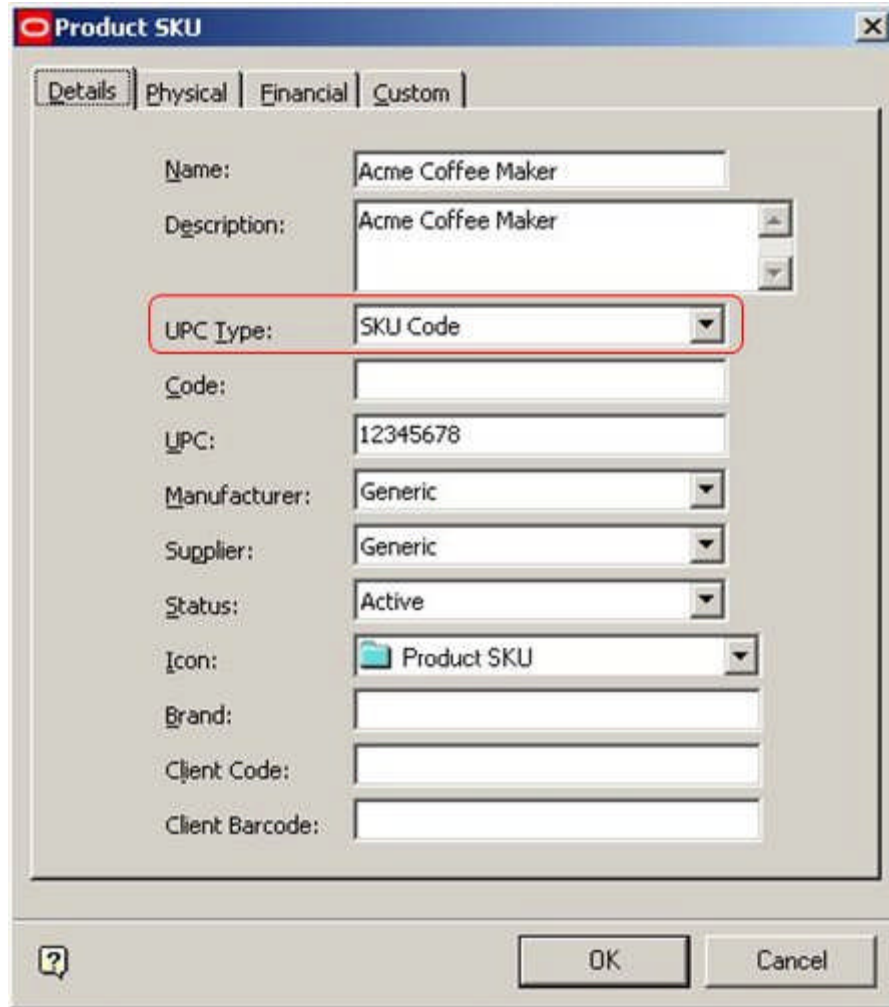 Product SKU
Details Physical Financial Custom
Name: Acme Coffee Maker
Description: Acme Coffee Maker
UPC Type: SKU Code
Code:
UPC: 12345678
Manufacturer: Generic
Supplier: Generic
Status: Active
Icon: Product SKU
Brand:
Client Code:
Client Barcode:
OK Cancel